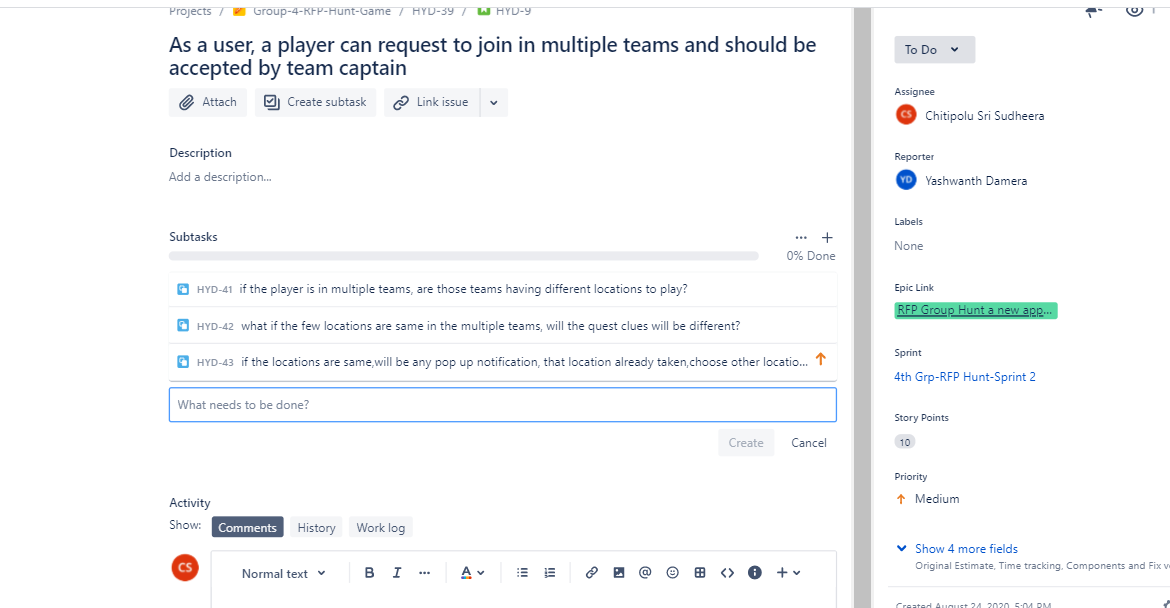 Projects / Group-4-RFP-Hunt-Game / HYD-39 / HYD-9
As a user, a player can request to join in multiple teams and should be
accepted by team captain
Attach Create subtask Link issue
Description
Add a description...
Subtasks
0% Done
HYD-41 if the player is in multiple teams, are those teams having different locations to play?
HYD-42 what if the few locations are same in the multiple teams, will the quest clues will be different?
HYD-43 if the locations are same,will be any pop up notification, that location already taken,choose other locatio...
What needs to be done?
Create Cancel
Activity
Show: Comments History Work log
CS
Normal text
To Do
Assignee
CS Chitipolu Sri Sudheera
Reporter
YD Yashwanth Damera
Labels
None
Epic Link
RFP Group Hunt a new app...
Sprint
4th Grp-RFP Hunt-Sprint 2
Story Points
10
Priority
Medium
Show 4 more fields
Original Estimate, Time tracking, Components and Fix v
Created August 24, 2020, 5:04 PM